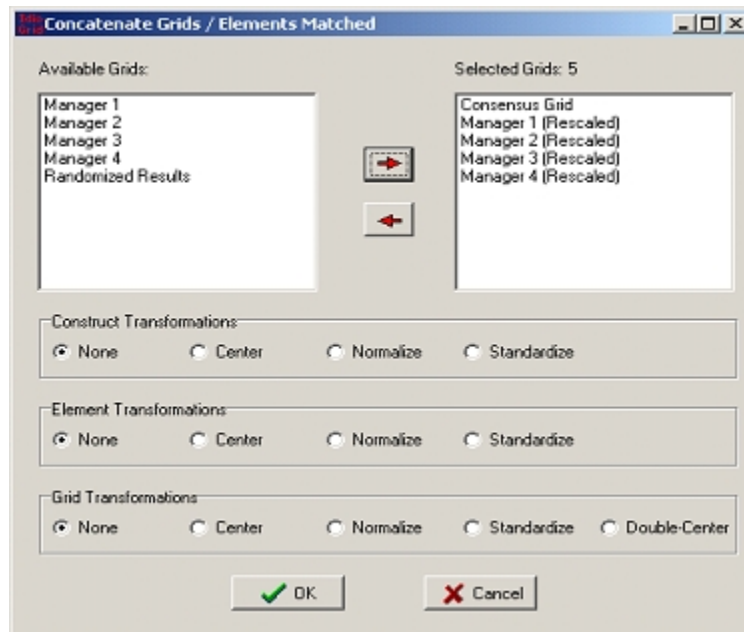 Idio Grid Concatenate Grids / Elements Matched
Available Grids:
Manager 1
Manager 2
Manager 3
Manager 4
Randomized Results
Selected Grids: 5
Consensus Grid
Manager 1 (Rescaled)
Manager 2 (Rescaled)
Manager 3 (Rescaled)
Manager 4 (Rescaled)
Construct Transformations
None Center Normalize Standardize
Element Transformations
None Center Normalize Standardize
Grid Transformations
None Center Normalize Standardize Double-Center
OK Cancel